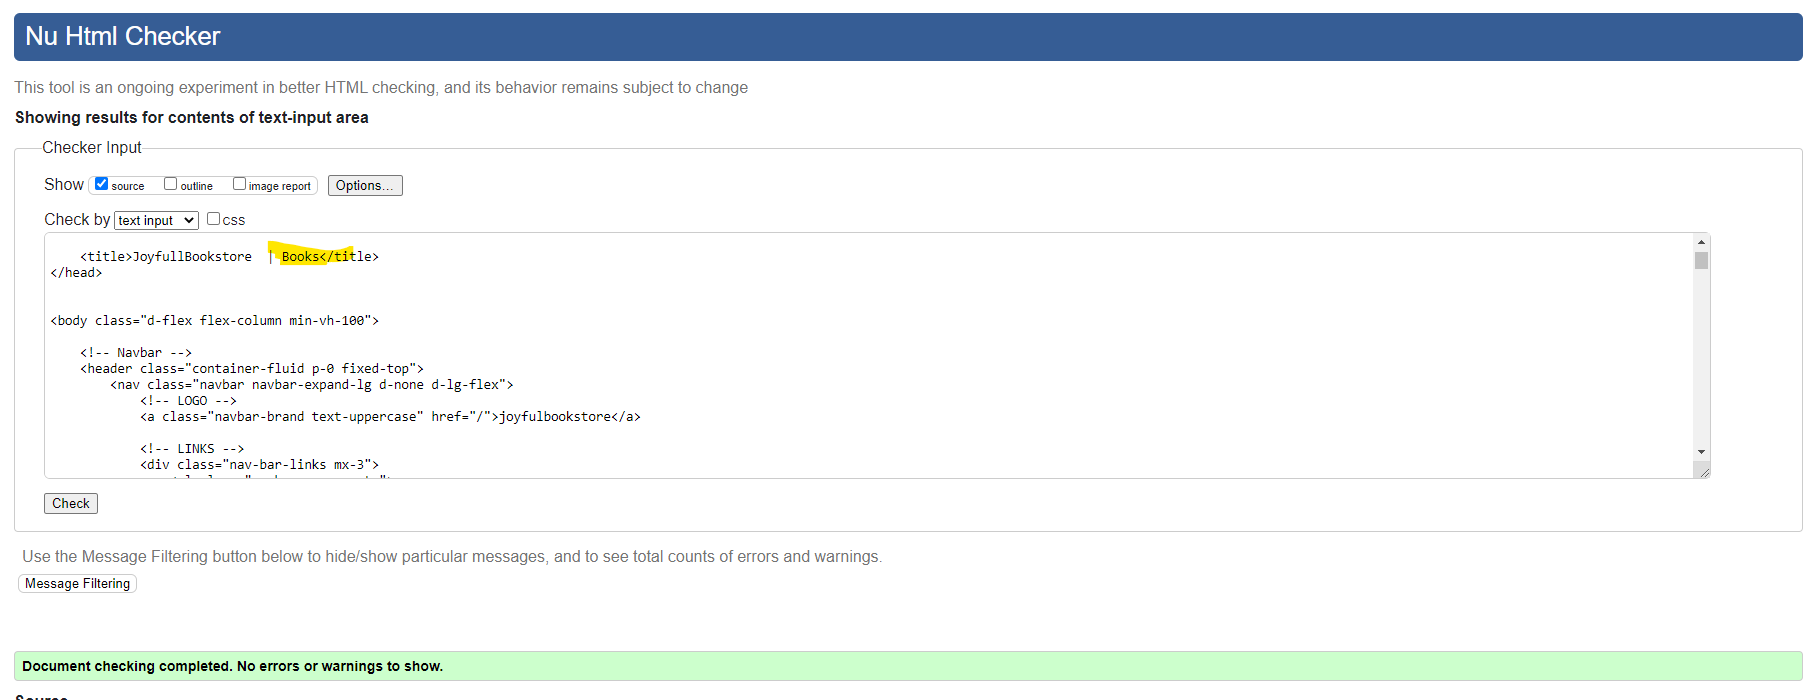 Nu Html Checker
This tool is an ongoing experiment in better HTML checking, and its behavior remains subject to change
Showing results for contents of text-input area
Checker Input
Show source outline image report Options...
Check by text input css
<title>JoyfullBookstore | Books</title>
</head>
<body class="d-flex flex-column min-vh-100">
<!-- Navbar -->
<header class="container-fluid p-0 fixed-top">
<nav class="navbar navbar-expand-lg d-none d-lg-flex">
<!-- LOGO -->
<a class="navbar-brand text-uppercase" href="/">joyfulbookstore</a>
<!-- LINKS -->
<div class="nav-bar-links mx-3">
Check
Use the Message Filtering button below to hide/show particular messages, and to see total counts of errors and warnings.
Message Filtering
Document checking completed. No errors or warnings to show.
Source